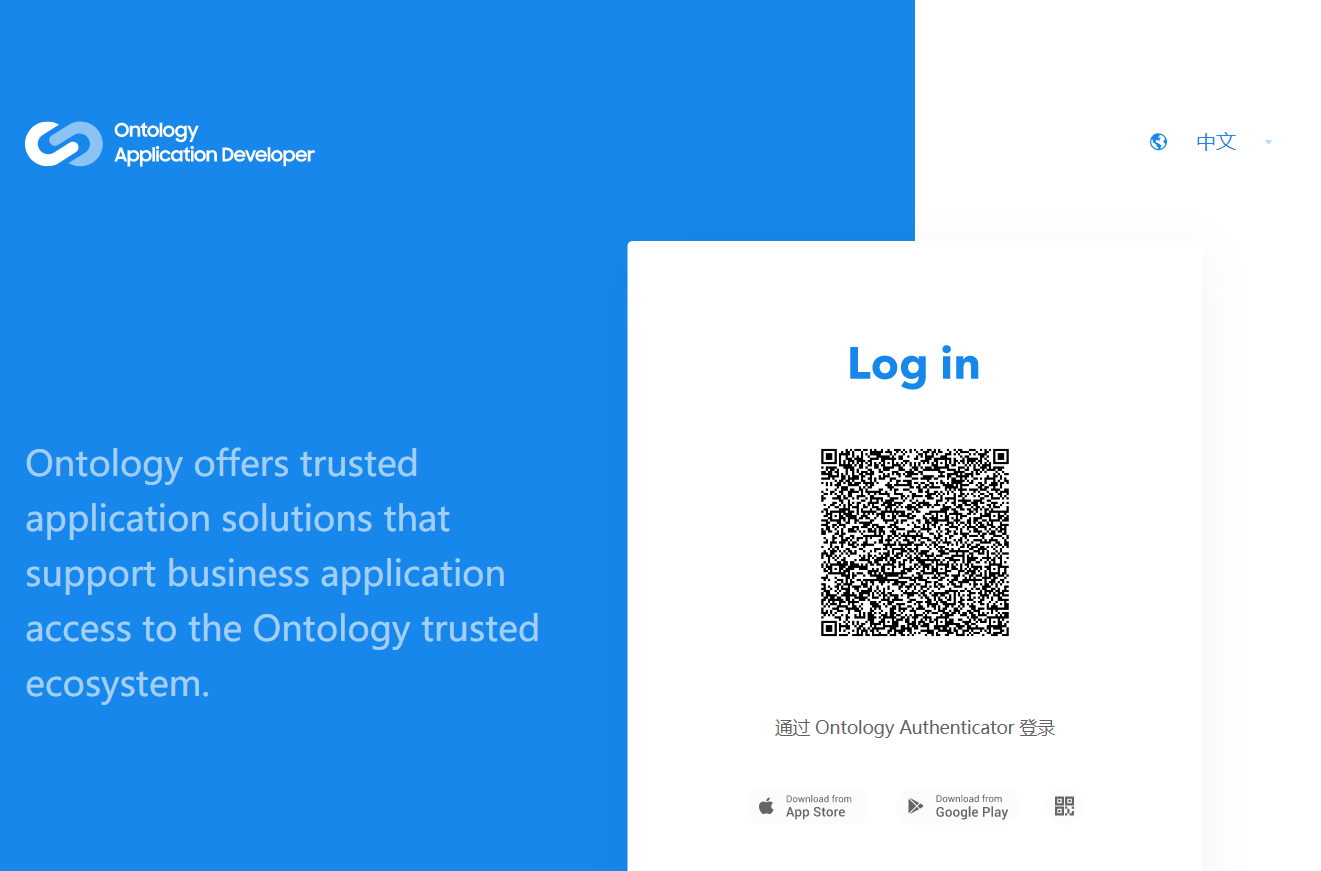 Ontology
Application Developer
中文
Log in
Ontology offers trusted
application solutions that
support business application
access to the Ontology trusted
ecosystem.
通过 Ontology Authenticator 登录
Download from
App Store
Download from
Google Play